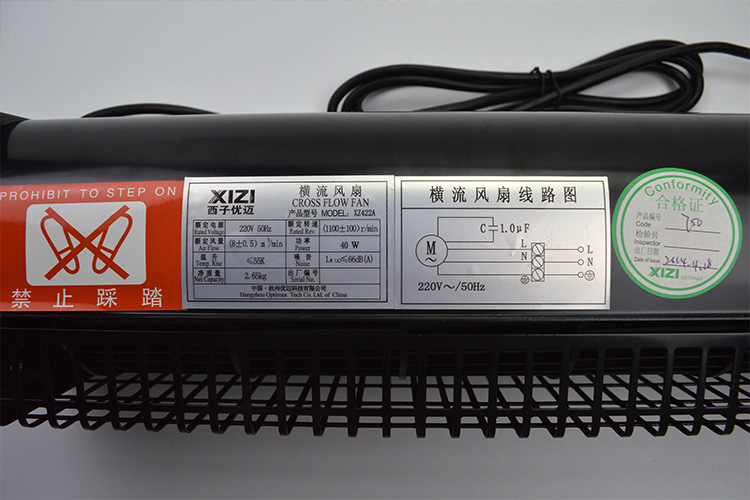 PROHIBIT TO STEP ON
禁止踩踏
XIZI
西子优迈
横流风扇
CROSS FLOW FAN
产品型号 MODEL: XZ422A
额定电源 Rated Voltage 220V 50Hz 额定转速 Rated Rev. (1100±100)r/min
额定风量 Air Flow (8±0.5)m³/min 功率 Power 40 W
温升 Temp. Rise ≤55K 噪音 Noise Lw(A)≤66dB(A)
净质量 Net Capacity 2.65kg 出厂编号 Serial No.
中国·杭州优迈科技有限公司
Hangzhou Optimax Tech Co. Ltd. of China
横流风扇线路图
C 1.0μF
M
L L
N N
220V～/50Hz
Conformity
合格证
产品编号
Code 750
检验员
Inspector
出厂日期
Date of issue
XIZI optimax